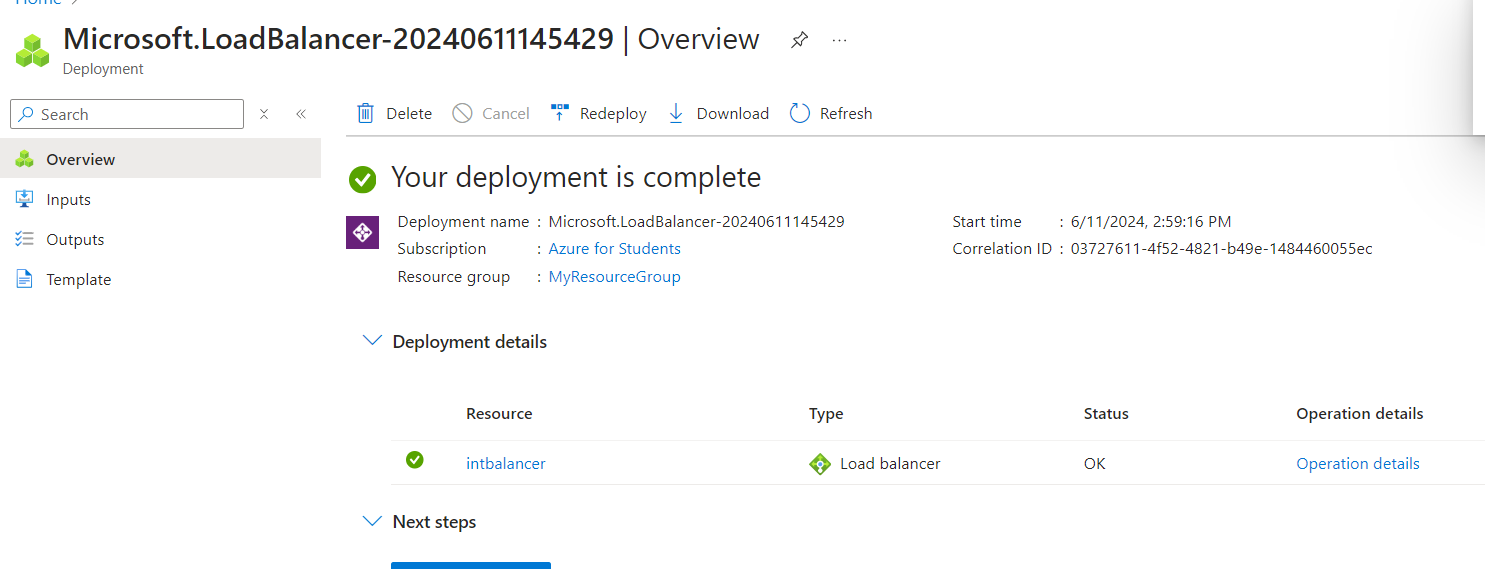 Home
Microsoft.LoadBalancer-20240611145429 | Overview
Deployment
Search
Delete Cancel Redeploy Download Refresh
Overview
Inputs
Outputs
Template
Your deployment is complete
Deployment name : Microsoft.LoadBalancer-20240611145429
Subscription : Azure for Students
Resource group : MyResourceGroup
Start time : 6/11/2024, 2:59:16 PM
Correlation ID : 03727611-4f52-4821-b49e-1484460055ec
Deployment details
Resource Type Status Operation details
intbalancer Load balancer OK Operation details
Next steps